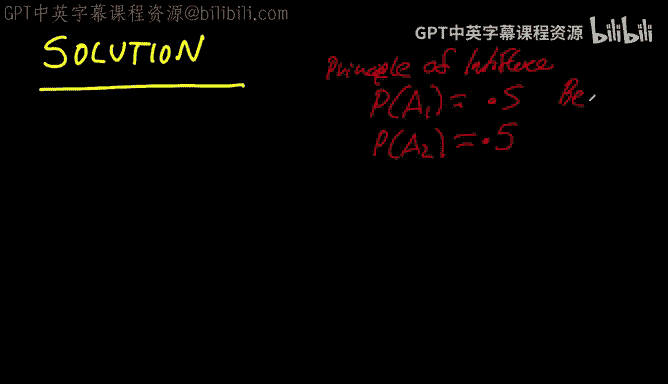 GPT中英字幕课程资源@bilibili.com
GPT中英字幕课程资源 bilibili
SOLUTION
Principle of
P(A₁) = .5 Be
P(A₂) = .5